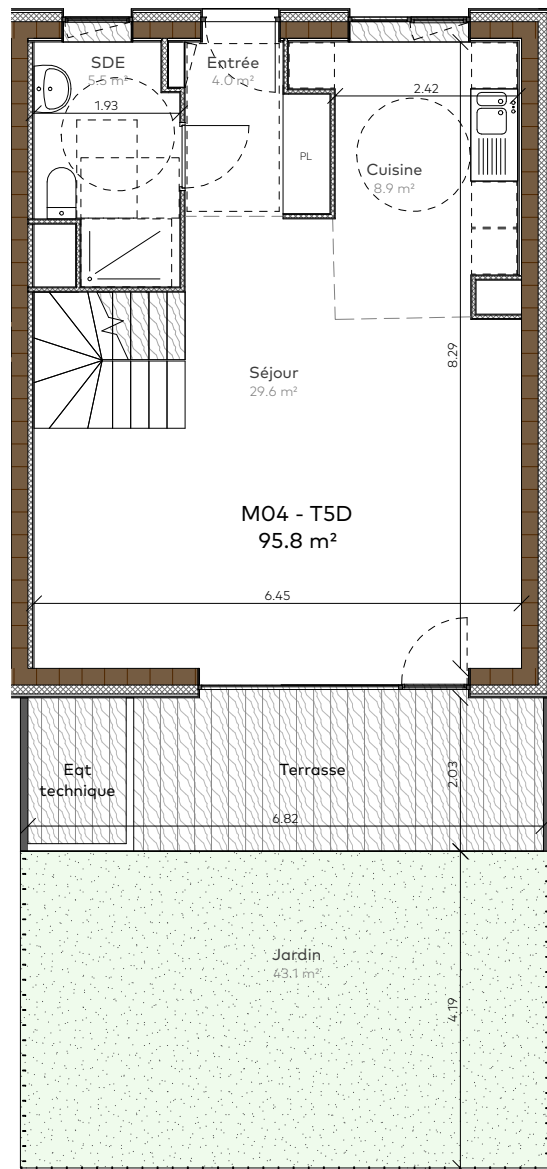 SDE
5.5 m²
Entrée
4.0 m²
1.93
2.42
PL
Cuisine
8.9 m²
8.29
Séjour
29.6 m²
M04 - T5D
95.8 m²
6.45
Eqt
technique
Terrasse
2.03
6.82
Jardin
43.1 m²
4.19